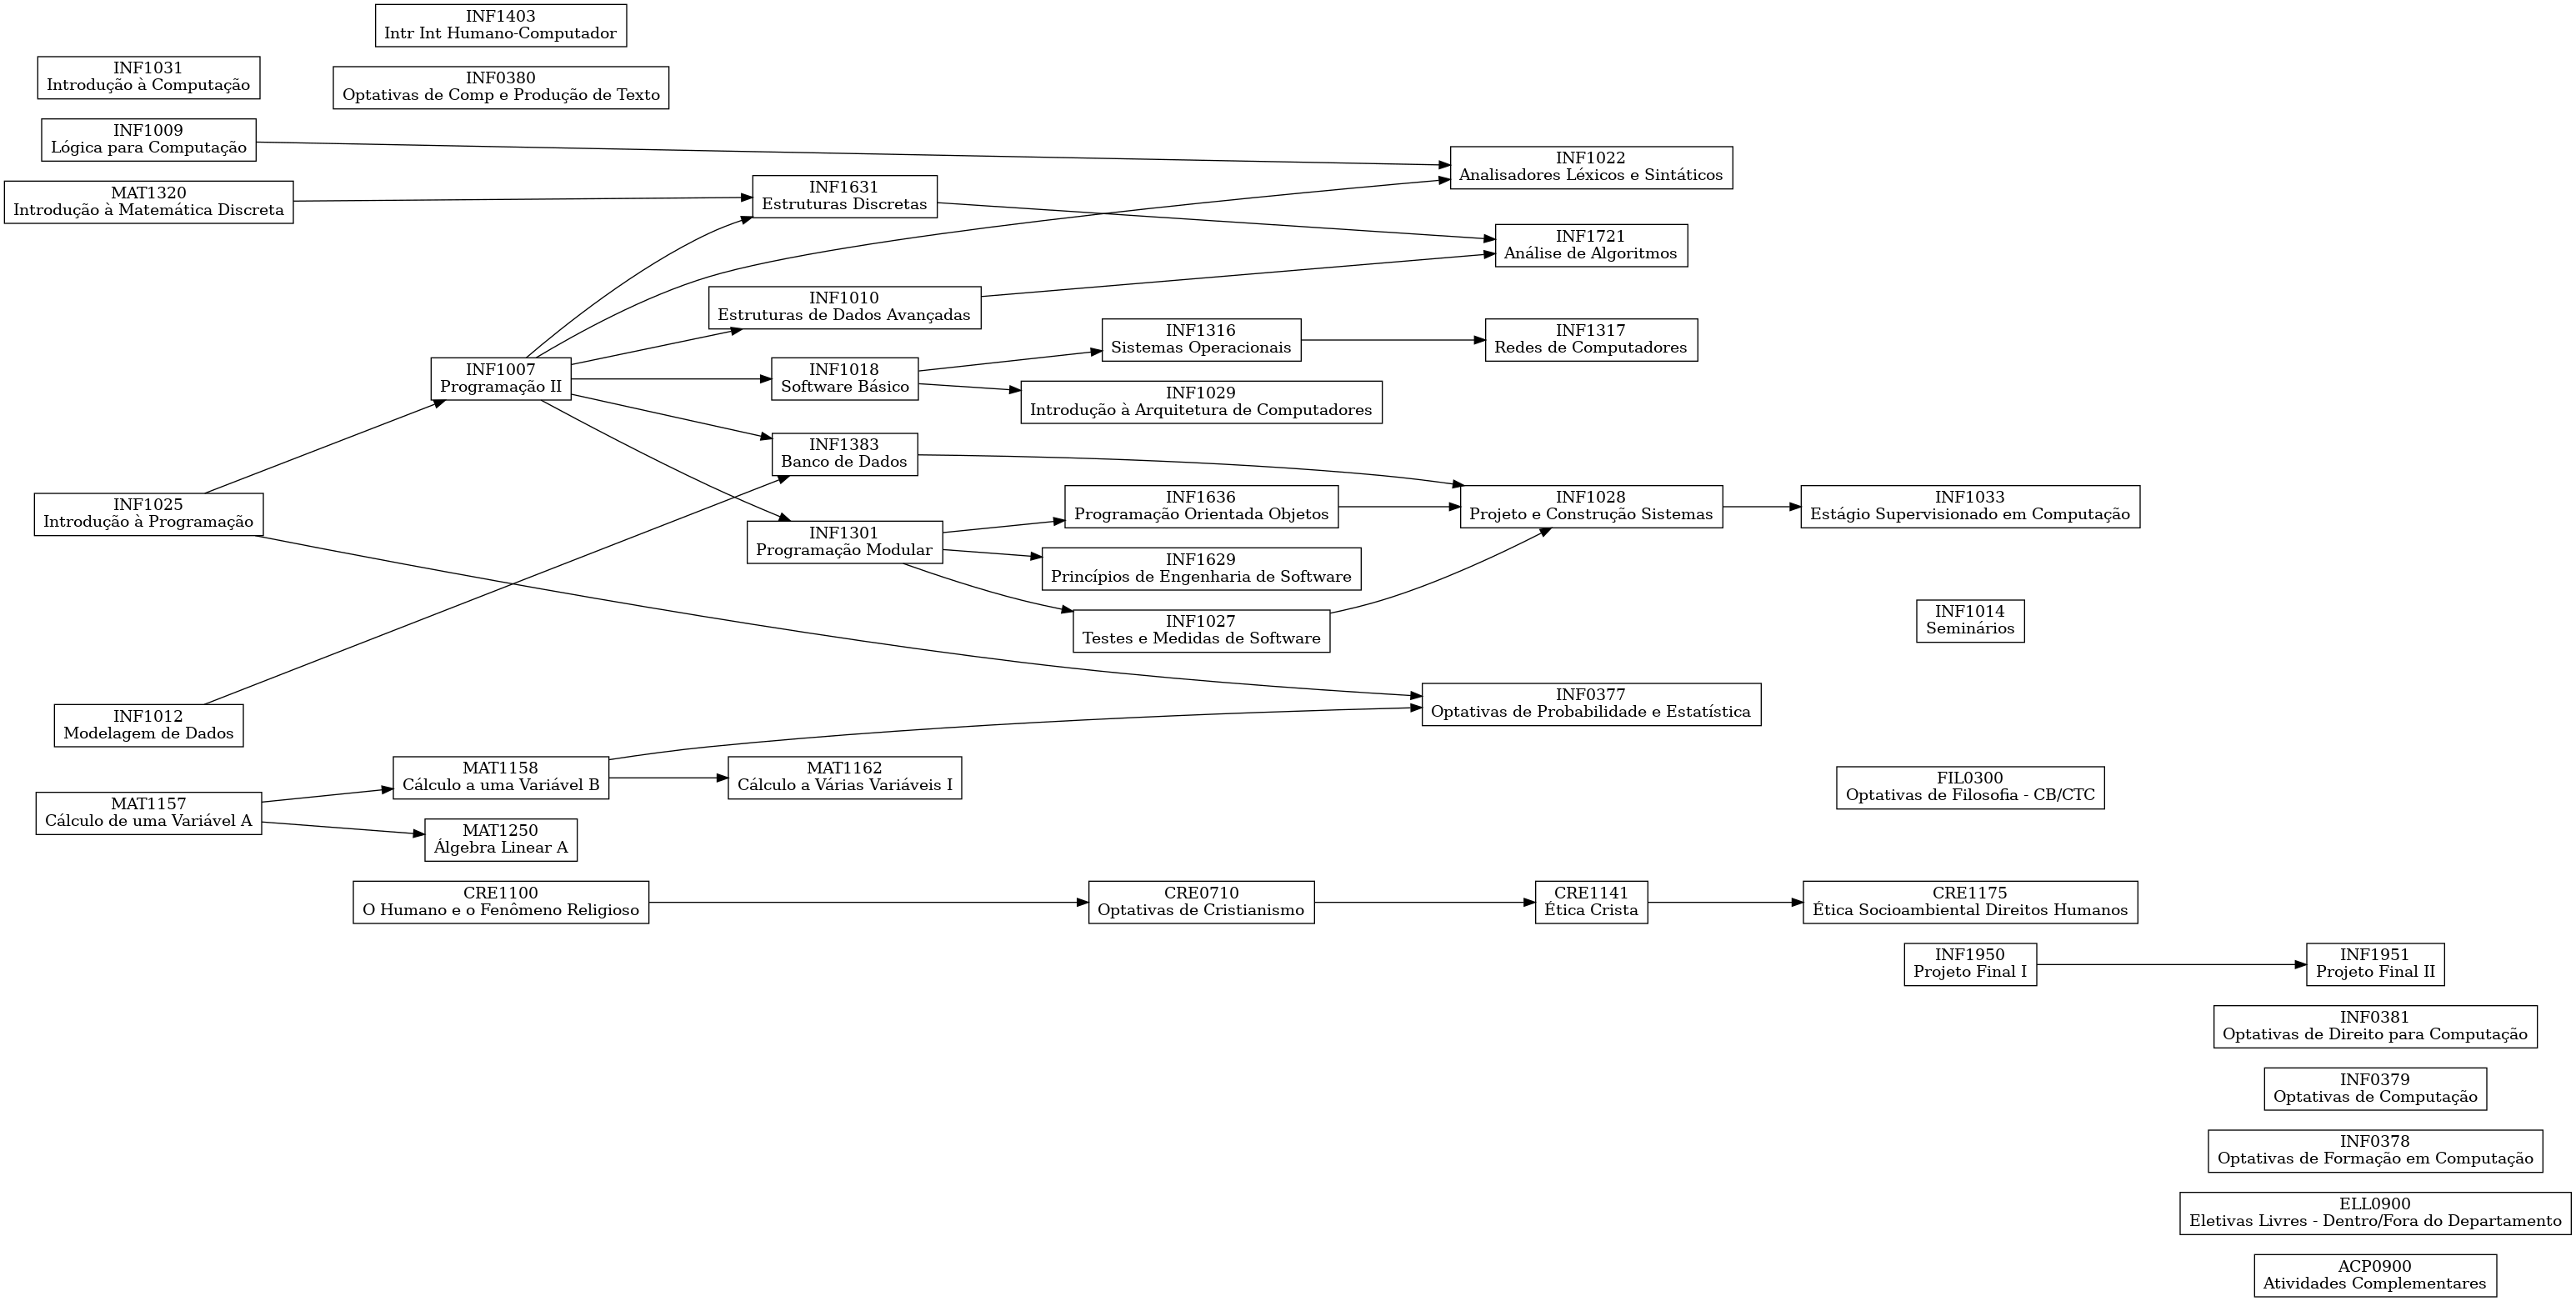 INF1403
Intr Int Humano-Computador
INF1031
Introdução à Computação
INF0380
Optativas de Comp e Produção de Texto
INF1009
Lógica para Computação
INF1022
Analisadores Léxicos e Sintáticos
MAT1320
Introdução à Matemática Discreta
INF1631
Estruturas Discretas
INF1721
Análise de Algoritmos
INF1010
Estruturas de Dados Avançadas
INF1316
Sistemas Operacionais
INF1317
Redes de Computadores
INF1007
Programação II
INF1018
Software Básico
INF1029
Introdução à Arquitetura de Computadores
INF1383
Banco de Dados
INF1025
Introdução à Programação
INF1636
Programação Orientada Objetos
INF1028
Projeto e Construção Sistemas
INF1033
Estágio Supervisionado em Computação
INF1301
Programação Modular
INF1629
Princípios de Engenharia de Software
INF1027
Testes e Medidas de Software
INF1014
Seminários
INF0377
Optativas de Probabilidade e Estatística
INF1012
Modelagem de Dados
MAT1158
Cálculo a uma Variável B
MAT1162
Cálculo a Várias Variáveis I
FIL0300
Optativas de Filosofia - CB/CTC
MAT1157
Cálculo de uma Variável A
MAT1250
Álgebra Linear A
CRE1100
O Humano e o Fenômeno Religioso
CRE0710
Optativas de Cristianismo
CRE1141
Ética Crista
CRE1175
Ética Socioambiental Direitos Humanos
INF1950
Projeto Final I
INF1951
Projeto Final II
INF0381
Optativas de Direito para Computação
INF0379
Optativas de Computação
INF0378
Optativas de Formação em Computação
ELL0900
Eletivas Livres - Dentro/Fora do Departamento
ACP0900
Atividades Complementares